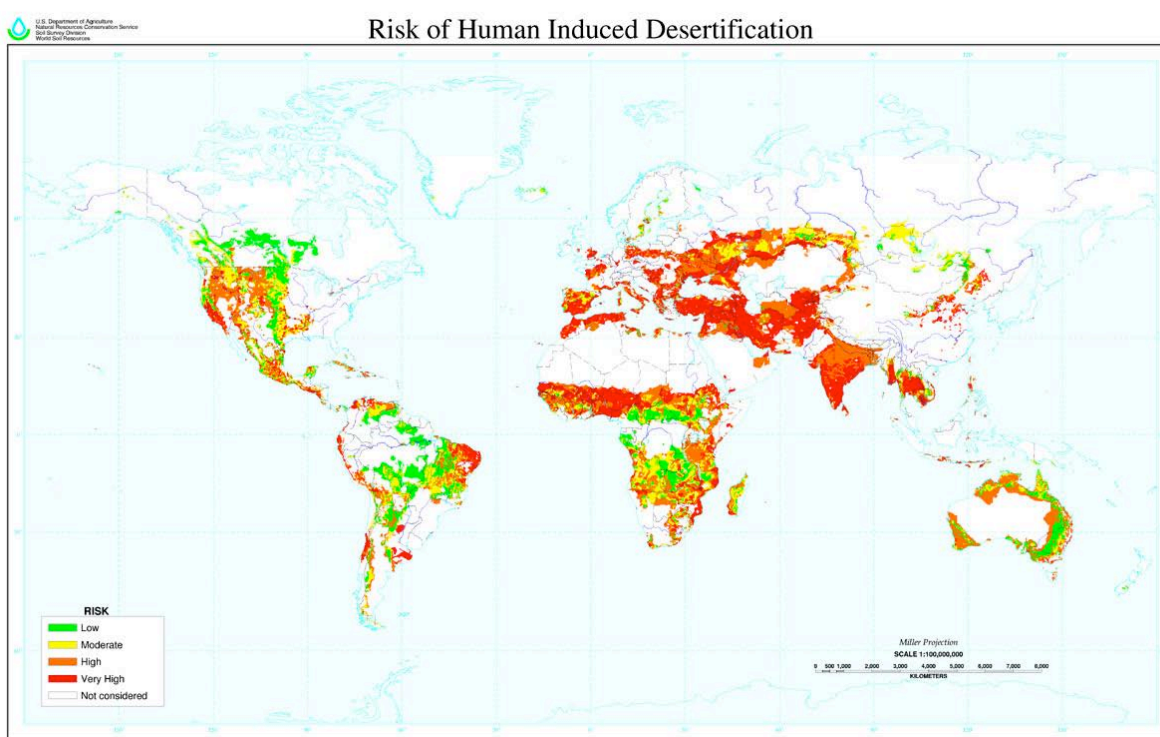 U.S. Department of Agriculture
Natural Resources Conservation Service
Soil Survey Division
World Soil Resources
Risk of Human Induced Desertification
RISK
Low
Moderate
High
Very High
Not considered
Miller Projection
SCALE 1:100,000,000
0 500 1,000 2,000 3,000 4,000 5,000 6,000 7,000 8,000
KILOMETERS